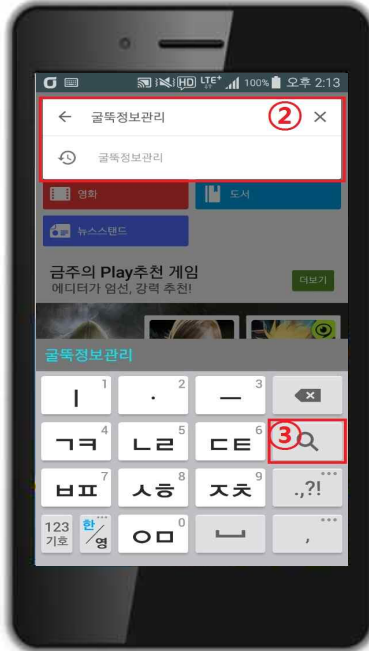 HD LTE+ 100% 오후 2:13
← 굴뚝정보관리 ② ×
굴뚝정보관리
영화 도서
뉴스스탠드
금주의 Play추천 게임
에디터가 엄선, 강력 추천! 더보기
굴뚝정보관리
ㅣ 1 · 2 ㅡ 3
ㄱㅋ 4 ㄴㄹ 5 ㄷㅌ 6 ③
ㅂㅍ 7 ㅅㅎ 8 ㅈㅊ 9 .,?!
123 기호 한/영 ㅇㅁ 0 ,